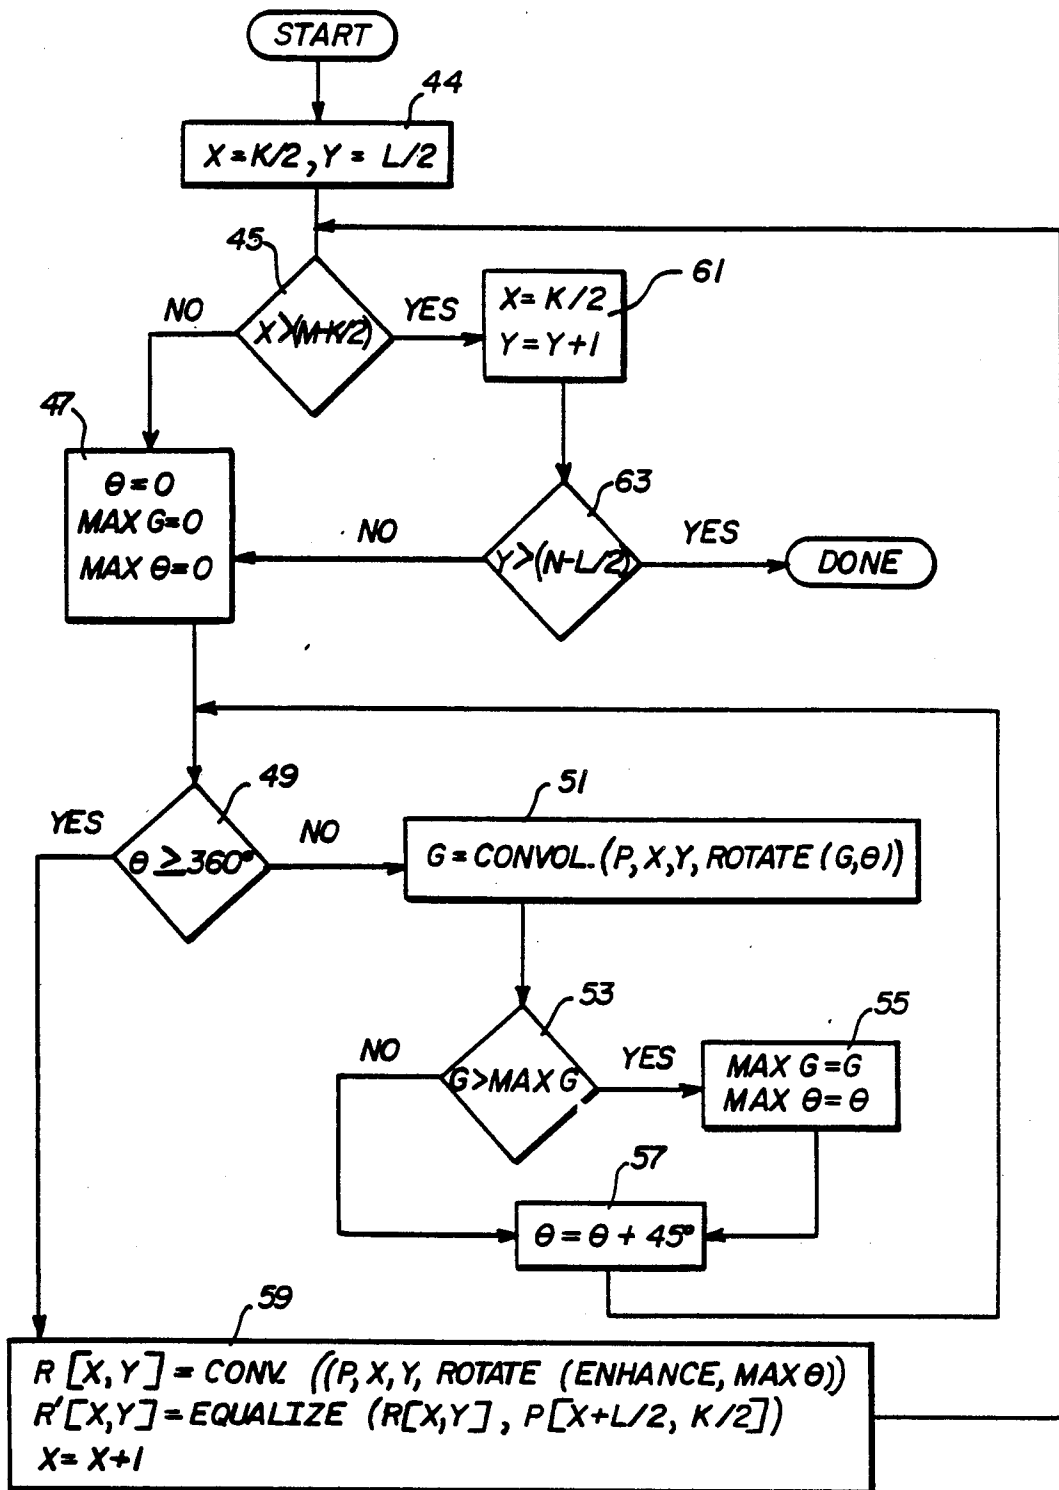 START
44
X=K/2, Y= L/2
45
X>(M-K/2)
NO
YES
61
X= K/2
Y=Y+1
47
θ=0
MAX G=0
MAX θ=0
63
Y>(N-L/2)
NO
YES
DONE
49
θ ≥ 360°
YES
NO
51
G=CONVOL.(P, X,Y, ROTATE (G,θ))
53
G>MAX G
NO
YES
55
MAX G=G
MAX θ=θ
57
θ = θ + 45°
59
R [X,Y] = CONV. ((P, X, Y, ROTATE (ENHANCE, MAX θ))
R'[X,Y]=EQUALIZE (R[X,Y], P[X+L/2, K/2])
X= X+1